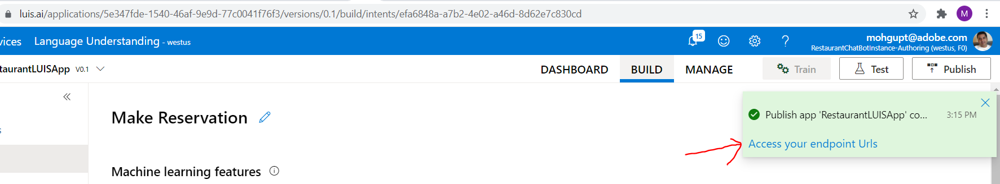 luis.ai/applications/5e347fde-1540-46af-9e9d-77c0041f76f3/versions/0.1/build/intents/efa6848a-a7b2-4e02-a46d-8d62e7c830cd
M
vices Language Understanding - westus
15
?
mohgupt@adobe.com
RestaurantChatBotInstance-Authoring (westus, F0)
taurantLUISApp V0.1
DASHBOARD BUILD MANAGE Train Test Publish
Make Reservation
Publish app 'RestaurantLUISApp' co... 3:15 PM
s
Access your endpoint Urls
Machine learning features